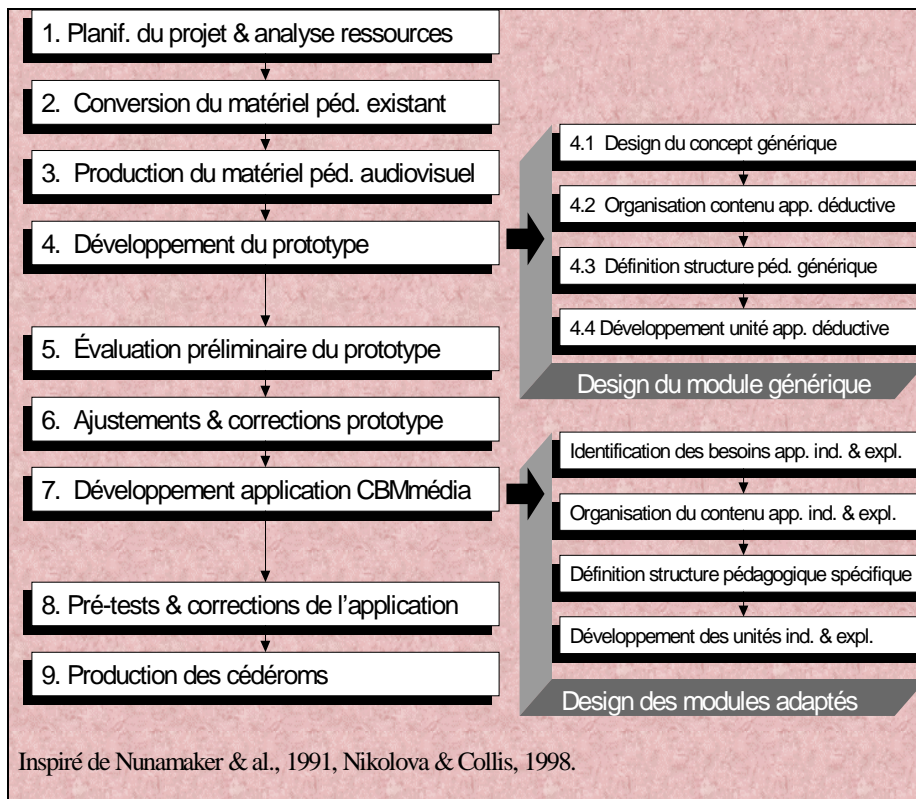 1. Planif. du projet & analyse ressources
2. Conversion du matériel péd. existant
3. Production du matériel péd. audiovisuel
4. Développement du prototype
5. Évaluation préliminaire du prototype
6. Ajustements & corrections prototype
7. Développement application CBMmédia
8. Pré-tests & corrections de l'application
9. Production des cédéroms
4.1 Design du concept générique
4.2 Organisation contenu app. déductive
4.3 Définition structure péd. générique
4.4 Développement unité app. déductive
Design du module générique
Identification des besoins app. ind. & expl.
Organisation du contenu app. ind. & expl.
Définition structure pédagogique spécifique
Développement des unités ind. & expl.
Design des modules adaptés
Inspiré de Nunamaker & al., 1991, Nikolova & Collis, 1998.